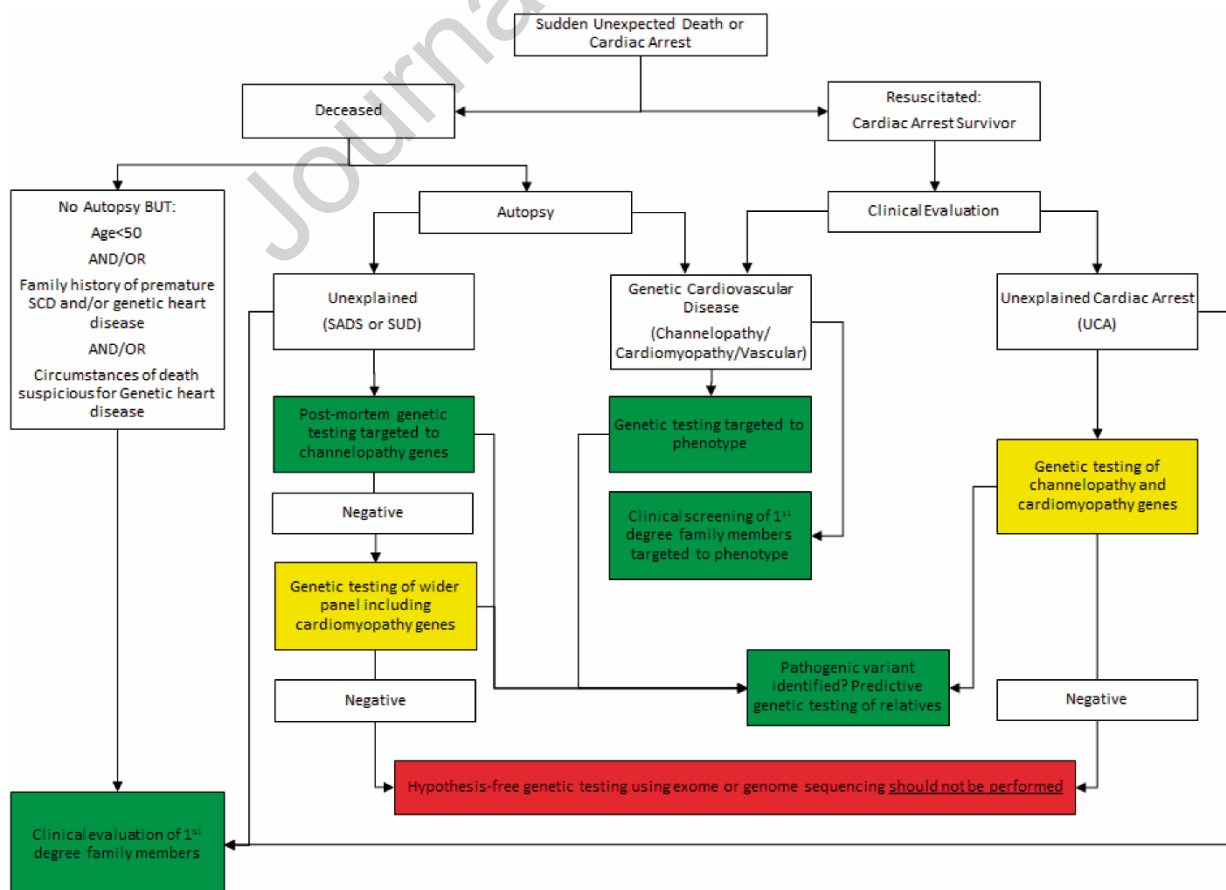 Journa
Sudden Unexpected Death or
Cardiac Arrest
Deceased
Resuscitated:
Cardiac Arrest Survivor
No Autopsy BUT:
Age<50
AND/OR
Family history of premature
SCD and/or genetic heart
disease
AND/OR
Circumstances of death
suspicious for Genetic heart
disease
Autopsy
Clinical Evaluation
Unexplained
(SADS or SUD)
Genetic Cardiovascular
Disease
(Channelopathy/
Cardiomyopathy/Vascular)
Unexplained Cardiac Arrest
(UCA)
Post-mortem genetic
testing targeted to
channelopathy genes
Genetic testing targeted to
phenotype
Genetic testing of
channelopathy and
cardiomyopathy genes
Negative
Clinical screening of 1st
degree family members
targeted to phenotype
Genetic testing of wider
panel including
cardiomyopathy genes
Pathogenic variant
identified? Predictive
genetic testing of relatives
Negative
Negative
Hypothesis-free genetic testing using exome or genome sequencing should not be performed
Clinical evaluation of 1st
degree family members